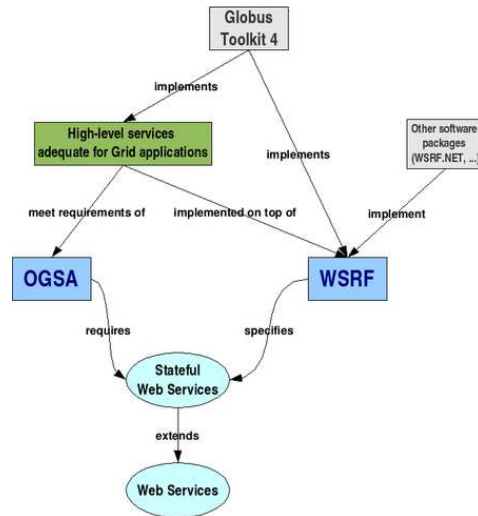 Globus
Toolkit 4
implements
High-level services
adequate for Grid applications
Other software
packages
(WSRF.NET, ...)
implements
meet requirements of
implemented on top of
implement
OGSA
WSRF
requires
specifies
Stateful
Web Services
extends
Web Services